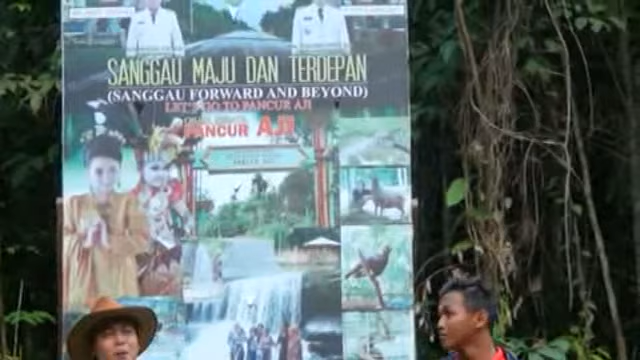 SANGGAU MAJU DAN TERDEPAN
(SANGGAU FORWARD AND BEYOND)
LET'S GO TO PANCUR AJI
PANCUR AJI